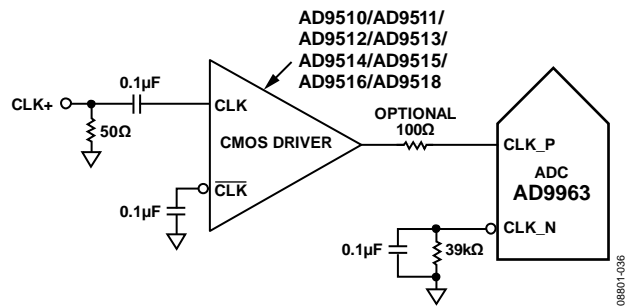 AD9510/AD9511/
AD9512/AD9513/
AD9514/AD9515/
AD9516/AD9518
0.1µF
CLK+
CLK
50Ω
CMOS DRIVER
OPTIONAL
100Ω
CLK_P
ADC
AD9963
CLK
0.1µF
CLK_N
0.1µF
39kΩ
08801-036